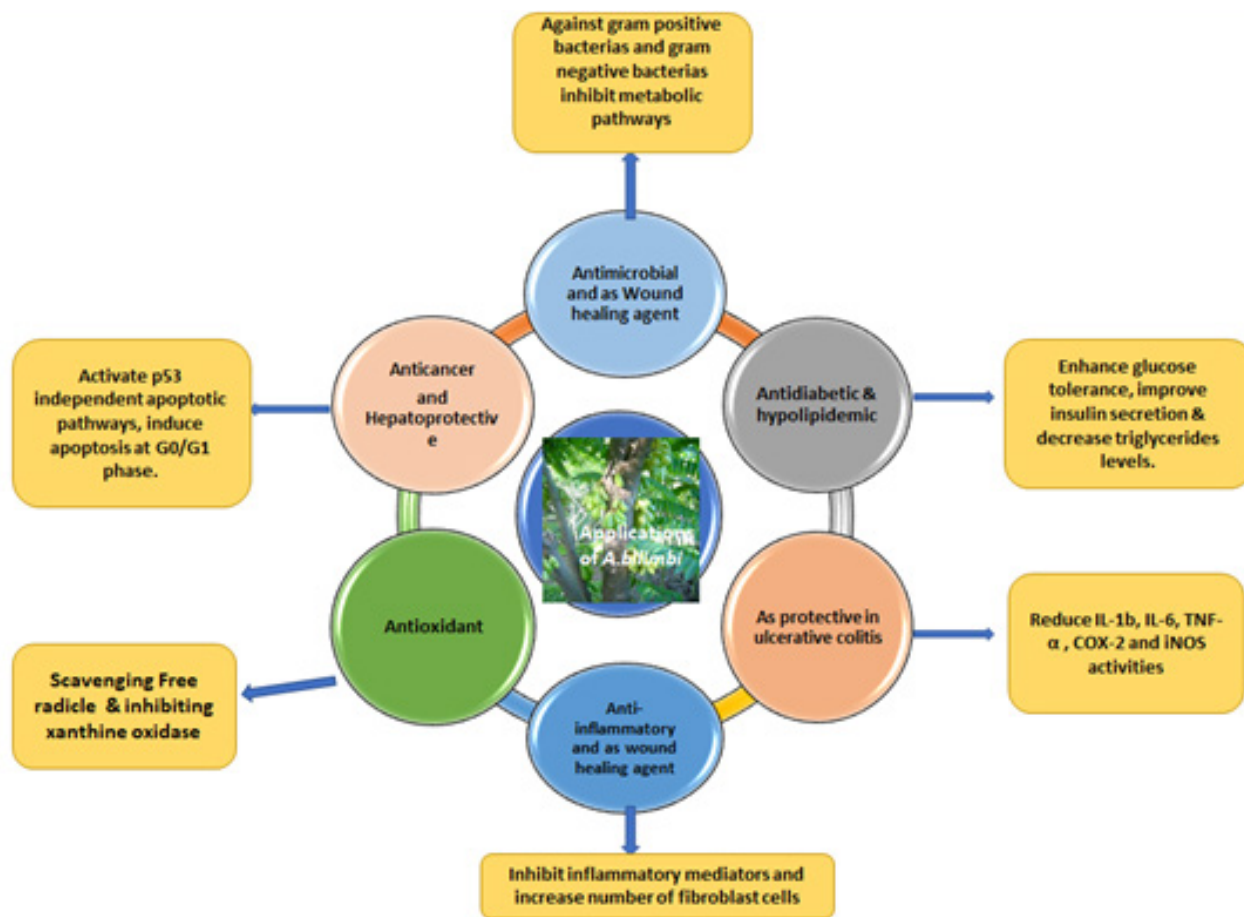 Against gram positive
bacterias and gram
negative bacterias
inhibit metabolic
pathways
Antimicrobial
and as Wound
healing agent
Anticancer
and
Hepatoprotectiv
e
Activate p53
independent apoptotic
pathways, induce
apoptosis at G0/G1
phase.
Antidiabetic &
hypolipidemic
Enhance glucose
tolerance, improve
insulin secretion &
decrease triglycerides
levels.
Applications
of A.bilimbi
Antioxidant
Scavenging Free
radicle & inhibiting
xanthine oxidase
As protective in
ulcerative colitis
Reduce IL-1b, IL-6, TNF-
α , COX-2 and iNOS
activities
Anti-
inflammatory
and as wound
healing agent
Inhibit inflammatory mediators and
increase number of fibroblast cells